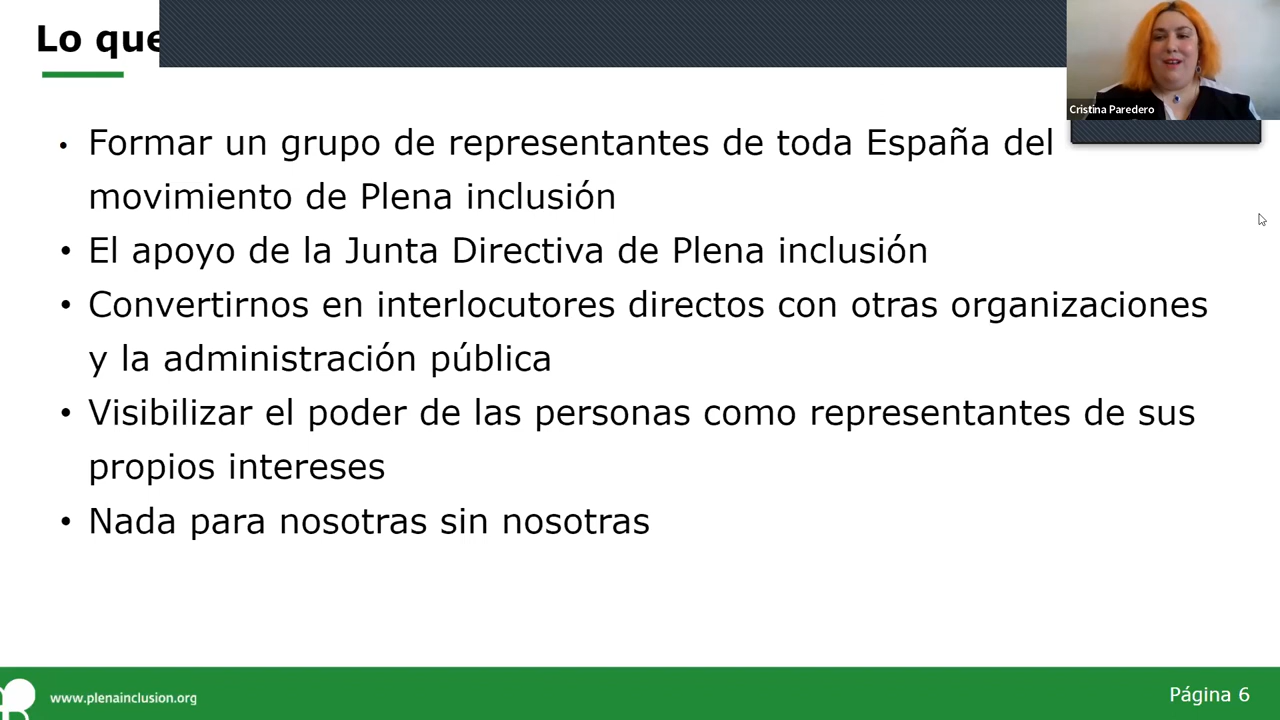 Lo que
Cristina Paredero
• Formar un grupo de representantes de toda España del
movimiento de Plena inclusión
• El apoyo de la Junta Directiva de Plena inclusión
• Convertirnos en interlocutores directos con otras organizaciones
y la administración pública
• Visibilizar el poder de las personas como representantes de sus
propios intereses
• Nada para nosotras sin nosotras
www.plenainclusion.org
Página 6